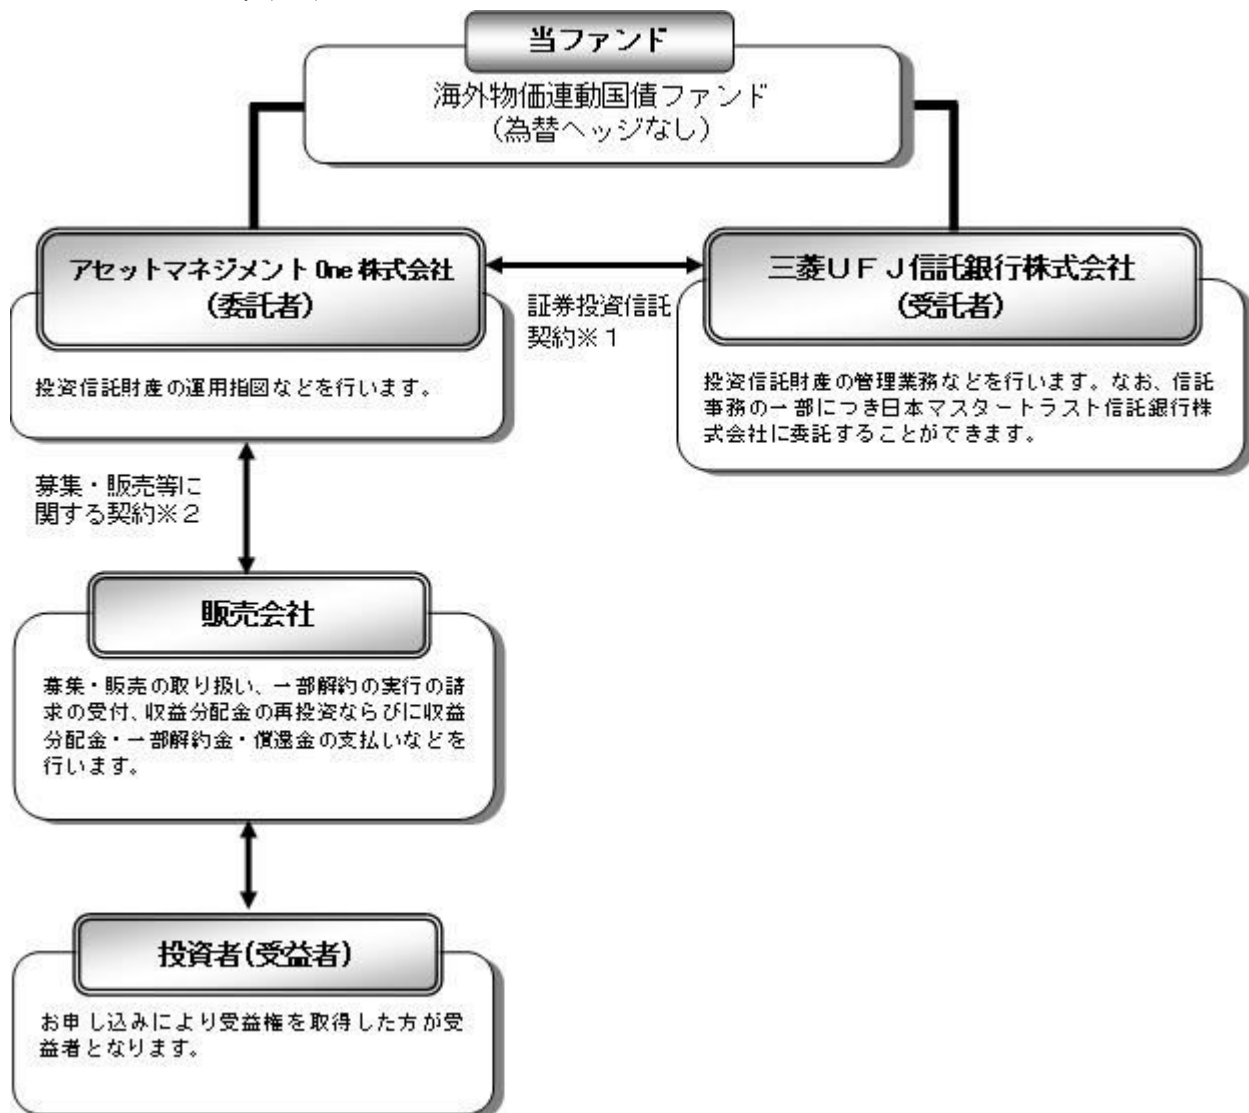 当ファンド
海外物価連動国債ファンド
(為替ヘッジなし)
アセットマネジメントOne株式会社
(委託者)
投資信託財産の運用指図などを行います。
証券投資信託
契約※1
三菱UFJ信託銀行株式会社
(受託者)
投資信託財産の管理業務などを行います。なお、信託
事務の一部につき日本マスタートラスト信託銀行株
式会社に委託することができます。
募集・販売等に
関する契約※2
販売会社
募集・販売の取り扱い、一部解約の実行の請
求の受付、収益分配金の再投資ならびに収益
分配金・一部解約金・償還金の支払いなどを
行います。
投資者(受益者)
お申し込みにより受益権を取得した方が受
益者となります。